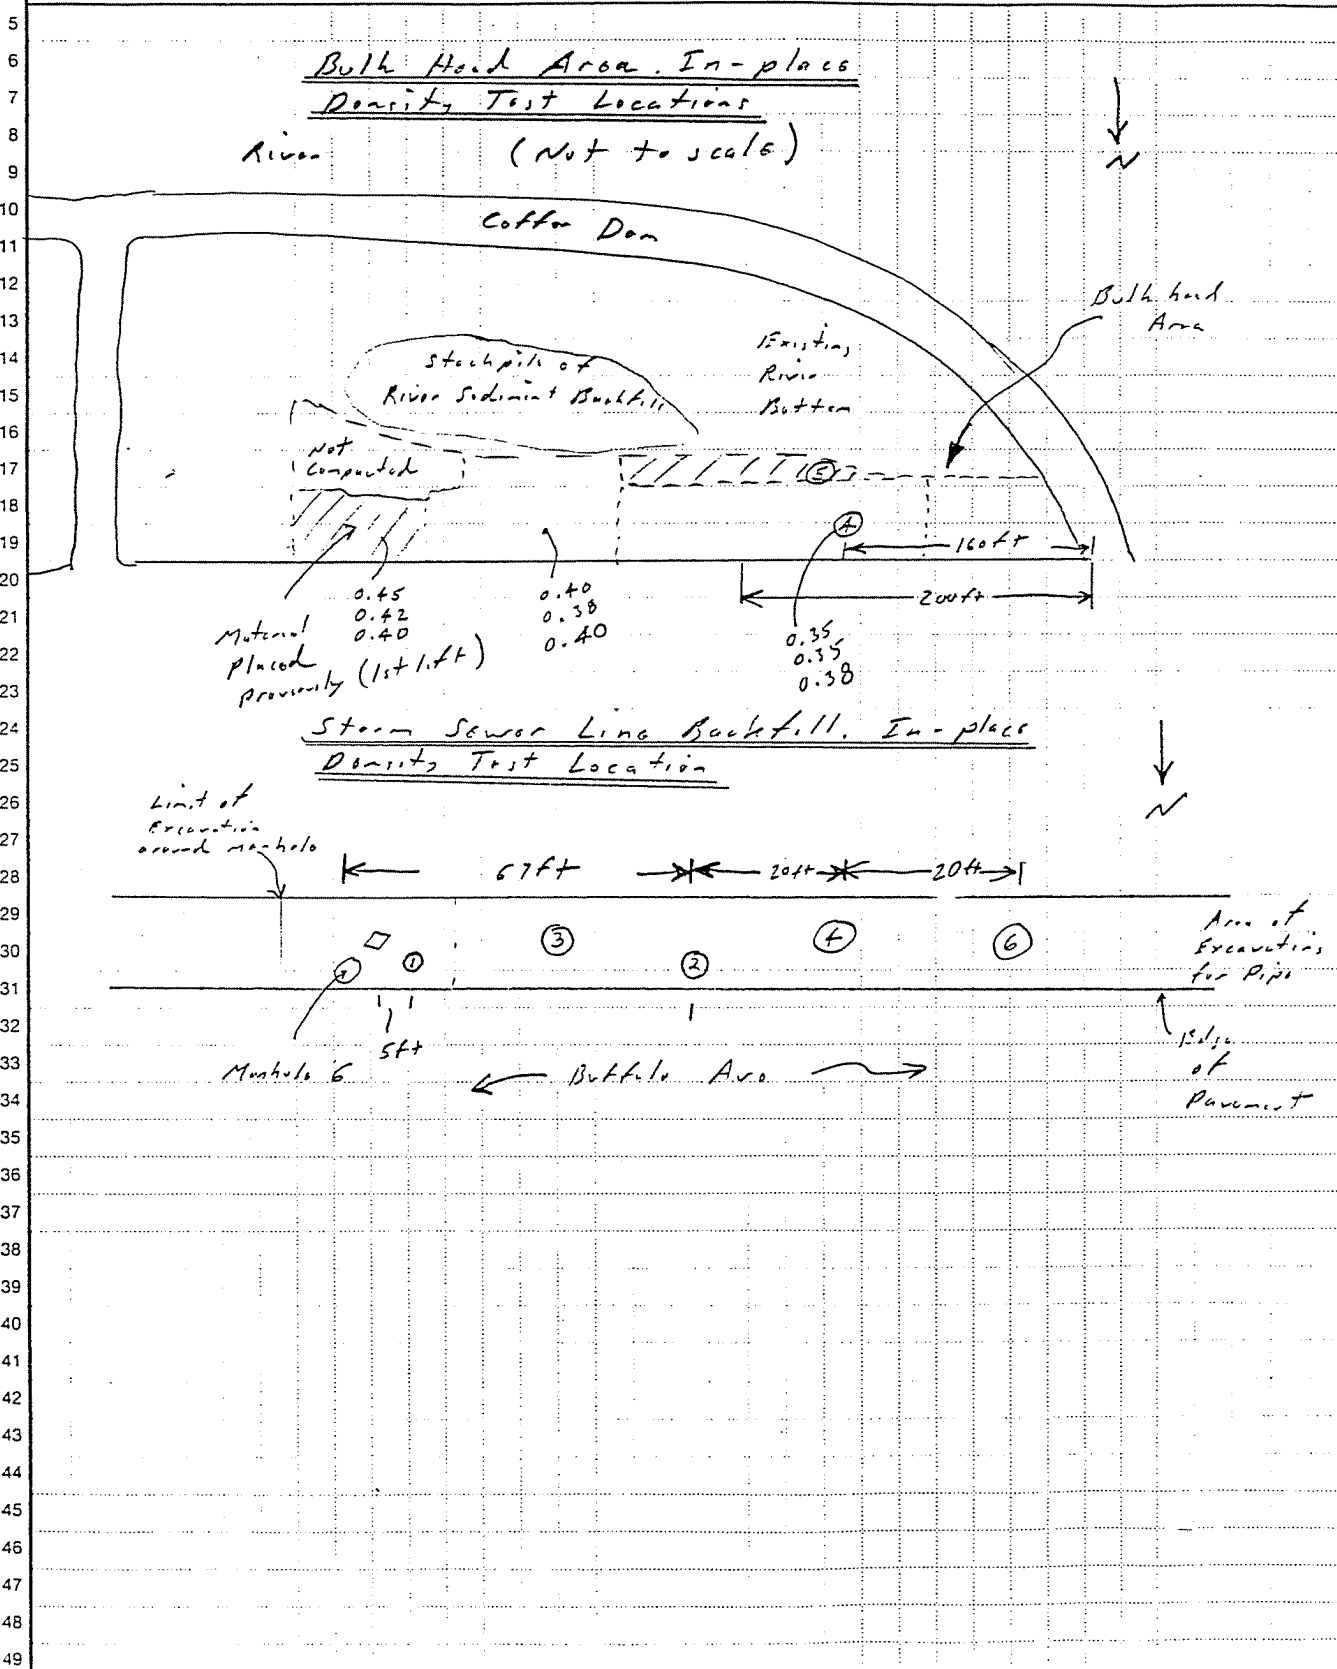 5
6
7
8
9
10
11
12
13
14
15
16
17
18
19
20
21
22
23
24
25
26
27
28
29
30
31
32
33
34
35
36
37
38
39
40
41
42
43
44
45
46
47
48
49
Bulk Head Area. In-place
Density Test Locations
(Not to scale)
River
N
Coffer Dam
Bulk head
Area
Stockpile of
River Sediment Backfill
Existing
River
Bottom
Not
Compacted
5
4
160ft
200ft
0.45
0.42
0.40
0.40
0.38
0.40
0.35
0.35
0.38
Material
Placed
previously (1st lift)
Storm Sewer Line Backfill. In-place
Density Test Location
N
Limit of
Excavation
around manhole
67ft
20ft
20ft
1
3
2
4
6
Area of
Excavation
for Pipe
5ft
Manhole 6
Buffalo Ave
Edge
of
Pavement